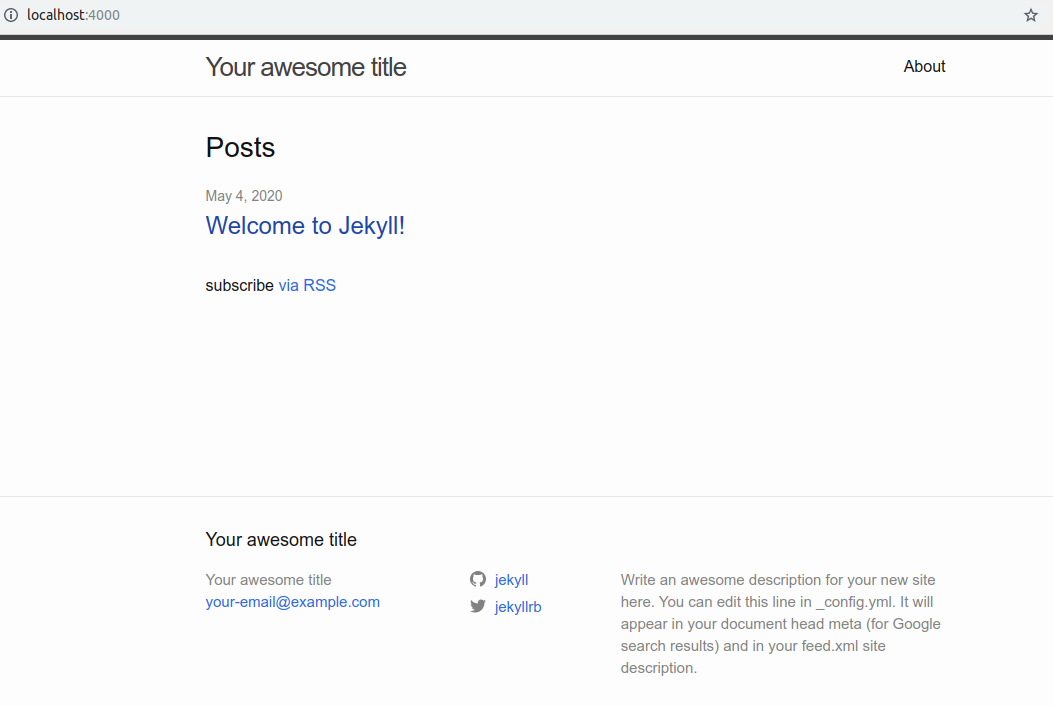 localhost:4000
Your awesome title
About
Posts
May 4, 2020
Welcome to Jekyll!
subscribe via RSS
Your awesome title
Your awesome title
your-email@example.com
jekyll
jekyllrb
Write an awesome description for your new site
here. You can edit this line in _config.yml. It will
appear in your document head meta (for Google
search results) and in your feed.xml site
description.